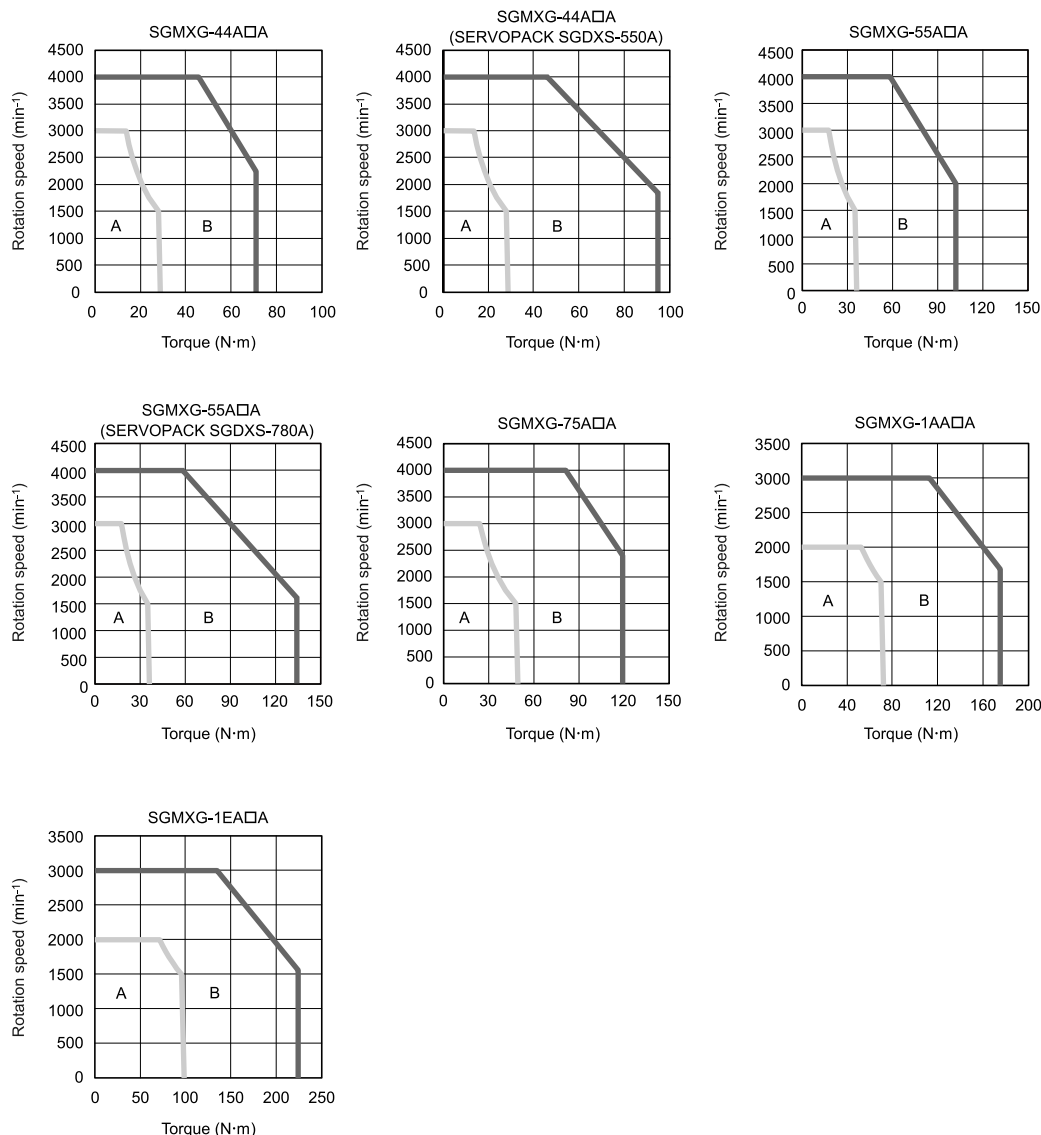 SGMXG-44A□A
4500
4000
3500
3000
2500
2000
1500
1000
500
0
Rotation speed (min-1)
A
B
0 20 40 60 80 100
Torque (N·m)
SGMXG-44A□A
(SERVOPACK SGDXS-550A)
4500
4000
3500
3000
2500
2000
1500
1000
500
0
Rotation speed (min-1)
A
B
0 20 40 60 80 100
Torque (N·m)
SGMXG-55A□A
4500
4000
3500
3000
2500
2000
1500
1000
500
0
Rotation speed (min-1)
A
B
0 30 60 90 120 150
Torque (N·m)
SGMXG-55A□A
(SERVOPACK SGDXS-780A)
4500
4000
3500
3000
2500
2000
1500
1000
500
0
Rotation speed (min-1)
A
B
0 30 60 90 120 150
Torque (N·m)
SGMXG-75A□A
4500
4000
3500
3000
2500
2000
1500
1000
500
0
Rotation speed (min-1)
A
B
0 30 60 90 120 150
Torque (N·m)
SGMXG-1AA□A
3500
3000
2500
2000
1500
1000
500
0
Rotation speed (min-1)
A
B
0 40 80 120 160 200
Torque (N·m)
SGMXG-1EA□A
3500
3000
2500
2000
1500
1000
500
0
Rotation speed (min-1)
A
B
0 50 100 150 200 250
Torque (N·m)